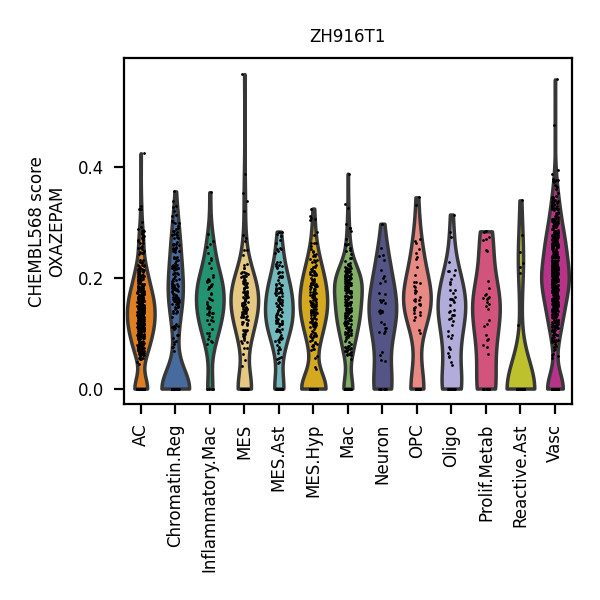 ZH916T1
CHEMBL568 score
OXAZEPAM
0.4
0.2
0.0
AC
Chromatin.Reg
Inflammatory.Mac
MES
MES.Ast
MES.Hyp
Mac
Neuron
OPC
Oligo
Prolif.Metab
Reactive.Ast
Vasc